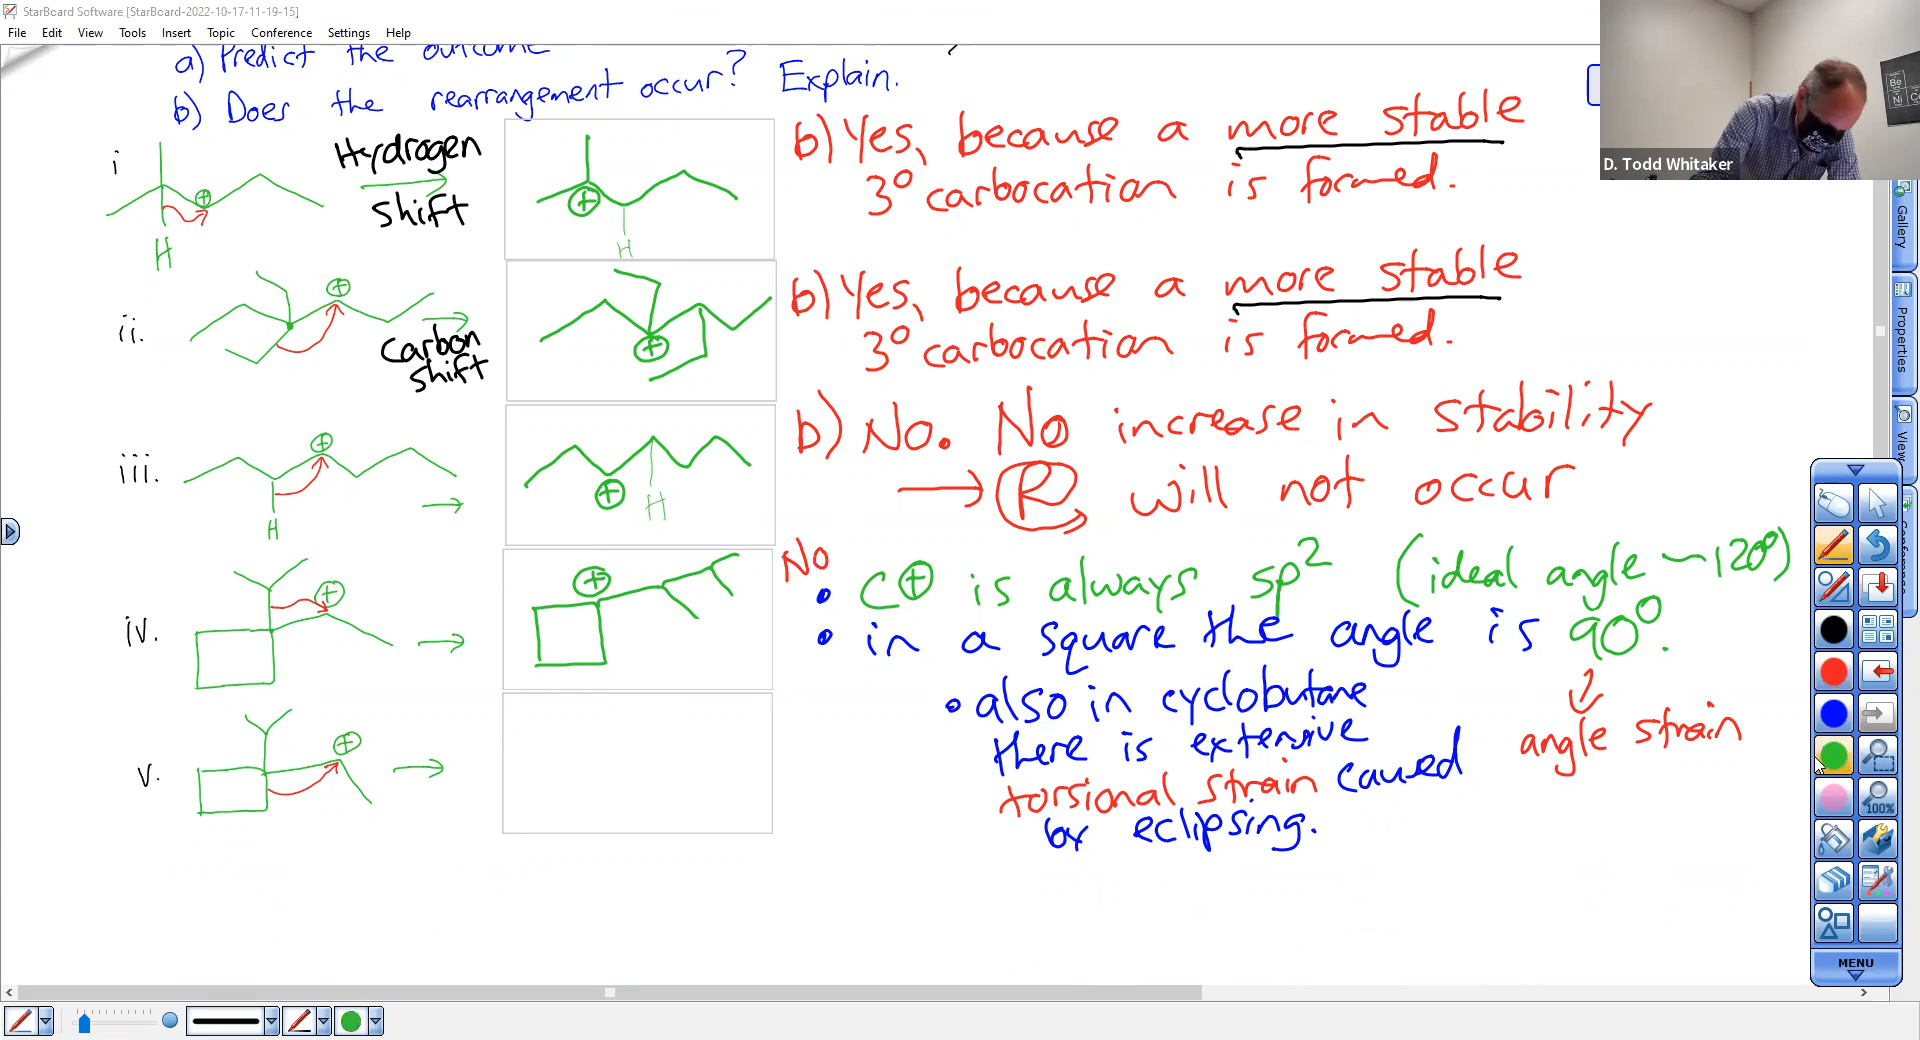 StarBoard Software [StarBoard-2022-10-17-11-19-15]
File Edit View Tools Insert Topic Conference Settings Help
a) Predict the outcome
b) Does the rearrangement occur? Explain.
i
Hydrogen
shift
H
+
+
H
b) Yes, because a more stable
3° carbocation is formed.
ii.
+
Carbon
shift
+
b) Yes, because a more stable
3° carbocation is formed.
iii.
+
H
+
H
b) No. No increase in stability
→ R will not occur
iv.
+
+
No
• C+ is always sp2 (ideal angle ~120°)
• in a square the angle is 90°.
angle strain
• also in cyclobutane
there is extensive
torsional strain caused
by eclipsing.
v.
+
D. Todd Whitaker
Be
Ni
Gallery
Properties
View
100%
MENU